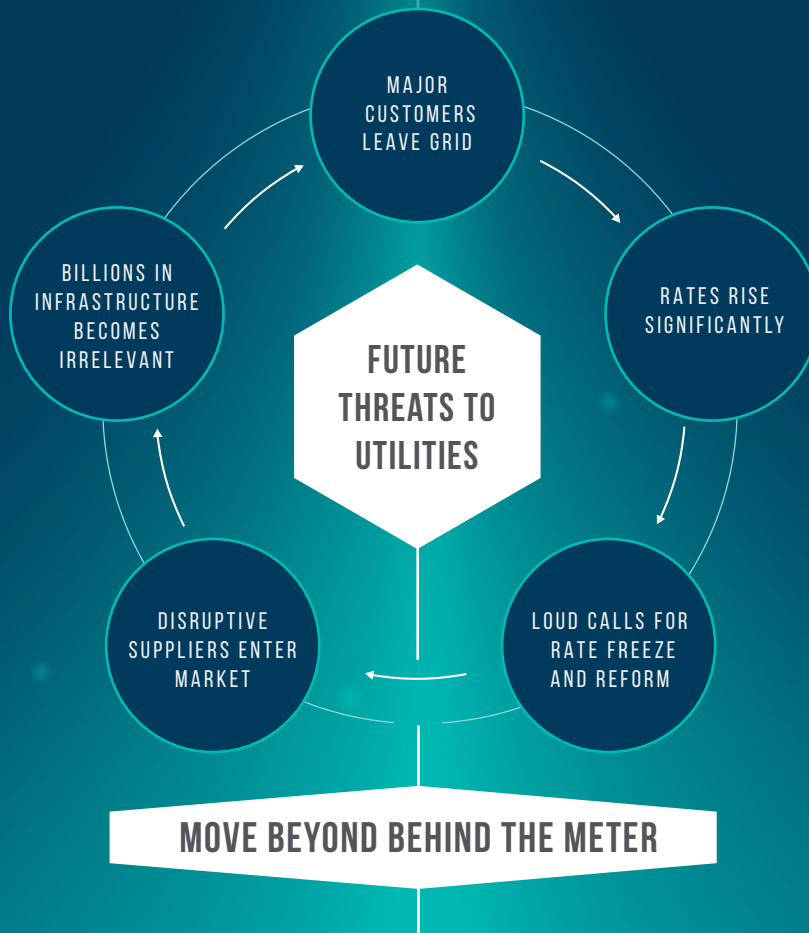 MAJOR
CUSTOMERS
LEAVE GRID
RATES RISE
SIGNIFICANTLY
LOUD CALLS FOR
RATE FREEZE
AND REFORM
DISRUPTIVE
SUPPLIERS ENTER
MARKET
BILLIONS IN
INFRASTRUCTURE
BECOMES
IRRELEVANT
FUTURE
THREATS TO
UTILITIES
MOVE BEYOND BEHIND THE METER